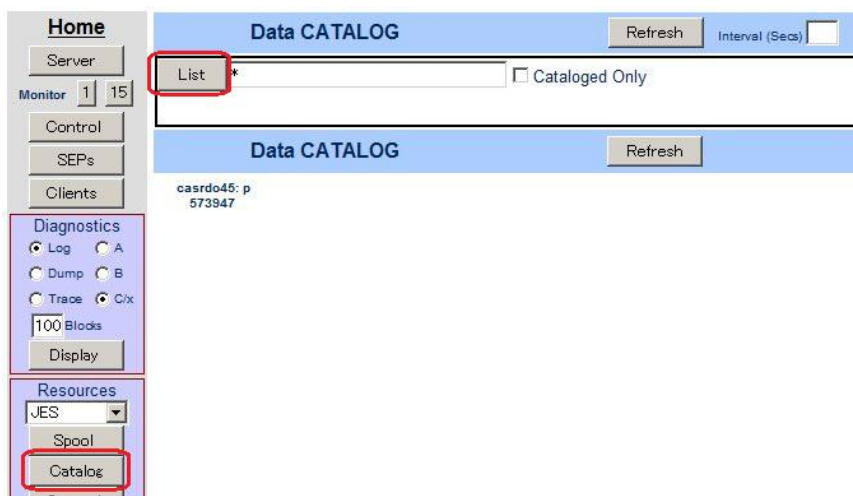 Home
Server
Monitor 1 15
Control
SEPs
Clients
Diagnostics
Log A
Dump B
Trace C/x
100 Blocks
Display
Resources
JES
Spool
Catalog
Data CATALOG Refresh Interval (Secs)
List * Cataloged Only
Data CATALOG Refresh
casrdo45: p
573947